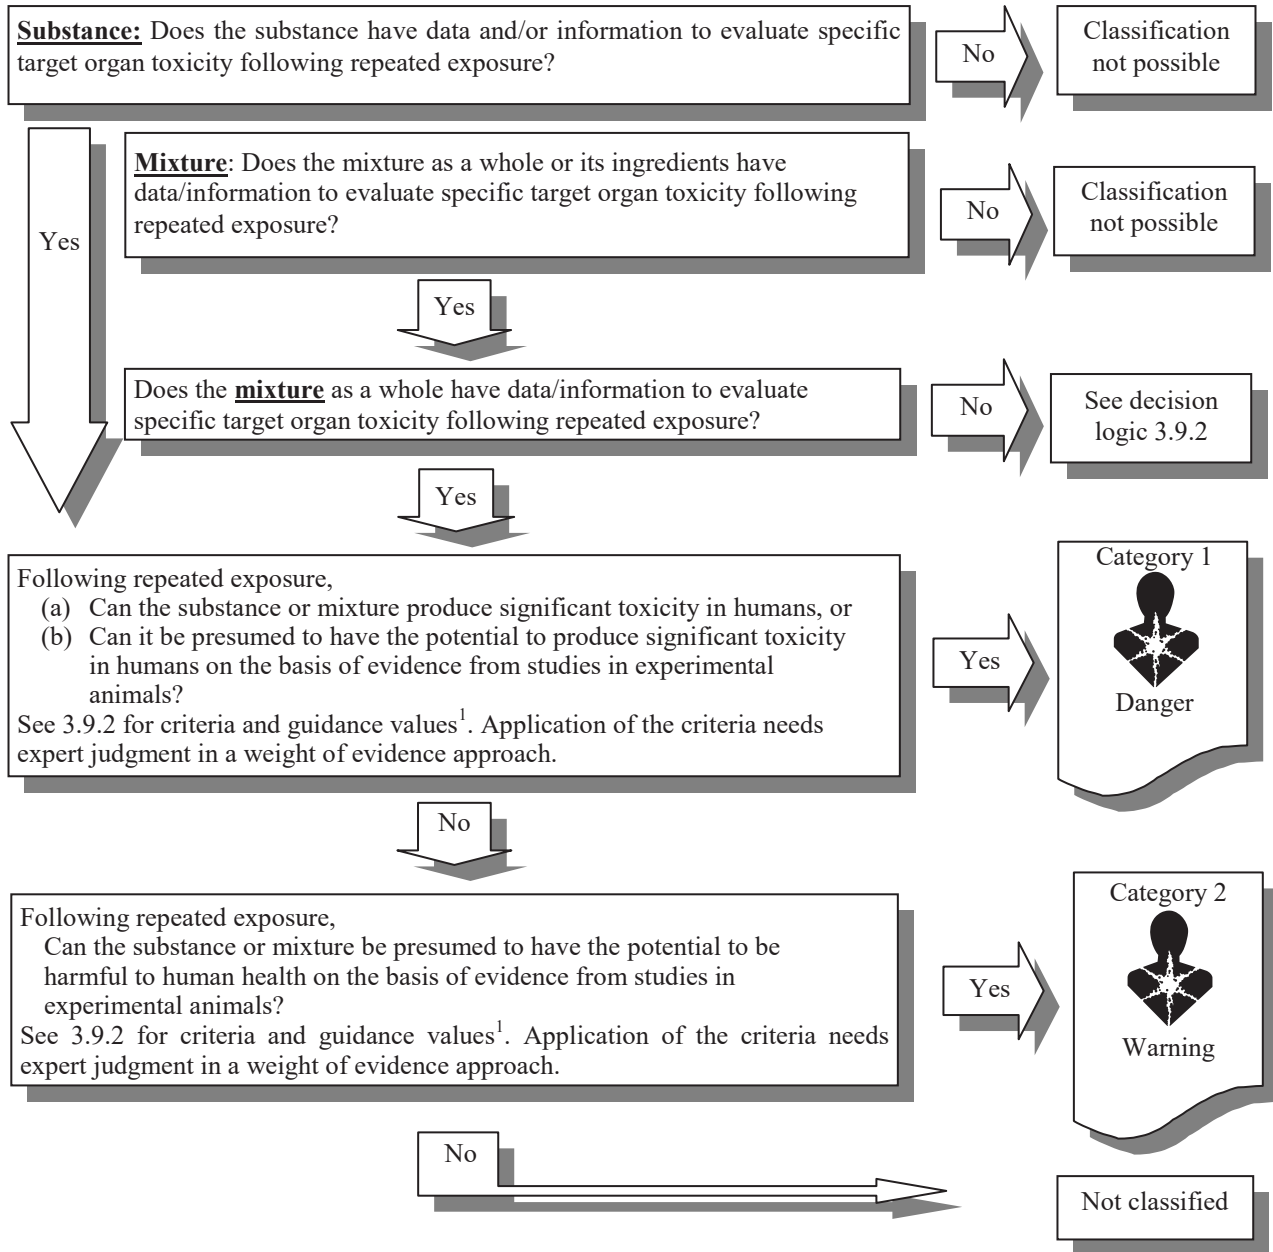 Substance: Does the substance have data and/or information to evaluate specific
target organ toxicity following repeated exposure?
No
Classification
not possible
Mixture: Does the mixture as a whole or its ingredients have
data/information to evaluate specific target organ toxicity following
repeated exposure?
No
Classification
not possible
Yes
Yes
Does the mixture as a whole have data/information to evaluate
specific target organ toxicity following repeated exposure?
No
See decision
logic 3.9.2
Yes
Following repeated exposure,
(a) Can the substance or mixture produce significant toxicity in humans, or
(b) Can it be presumed to have the potential to produce significant toxicity
in humans on the basis of evidence from studies in experimental
animals?
See 3.9.2 for criteria and guidance values1. Application of the criteria needs
expert judgment in a weight of evidence approach.
Yes
Category 1
Danger
No
Following repeated exposure,
Can the substance or mixture be presumed to have the potential to be
harmful to human health on the basis of evidence from studies in
experimental animals?
See 3.9.2 for criteria and guidance values1. Application of the criteria needs
expert judgment in a weight of evidence approach.
Yes
Category 2
Warning
No
Not classified